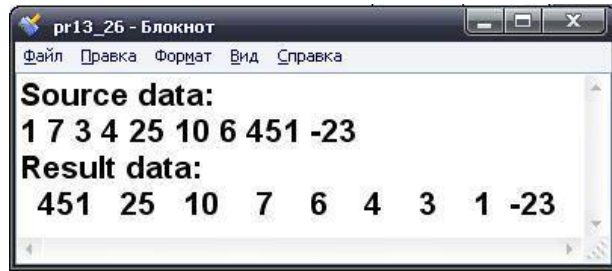 pr13_26 - Блокнот
Файл Правка Формат Вид Справка
Source data:
1 7 3 4 25 10 6 451 -23
Result data:
451 25 10 7 6 4 3 1 -23